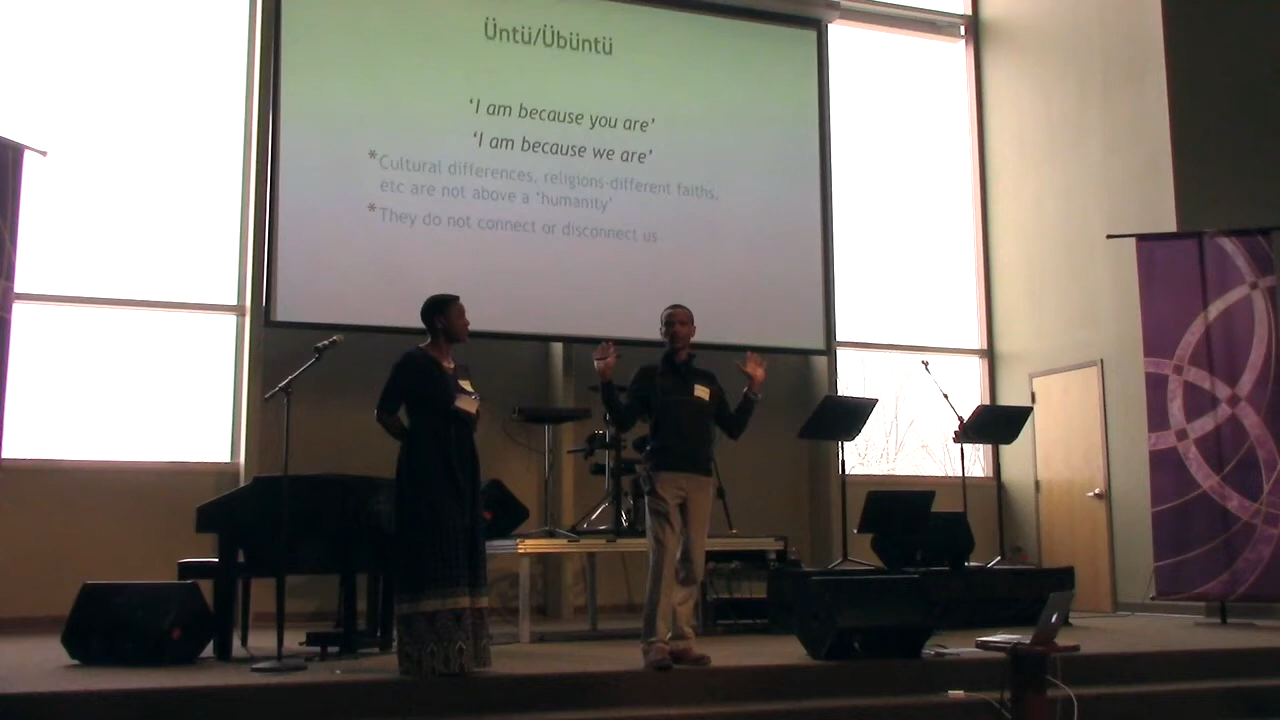 Üntü/Übüntü
‘I am because you are’
‘I am because we are’
*Cultural differences, religions-different faiths,
etc are not above a ‘humanity’
*They do not connect or disconnect us